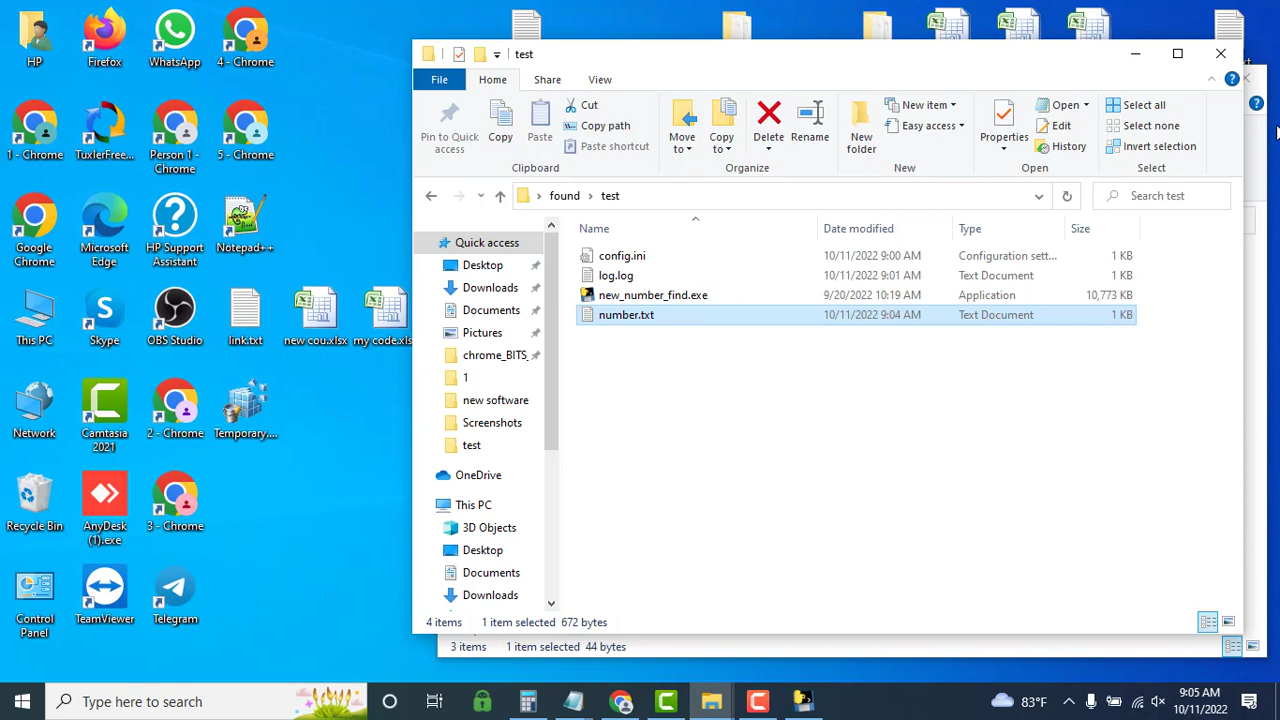 HP
Firefox
WhatsApp
4 - Chrome
1 - Chrome
TuxlerFree...
Person 1 - Chrome
5 - Chrome
Google Chrome
Microsoft Edge
HP Support Assistant
Notepad++
This PC
Skype
OBS Studio
link.txt
new cou.xlsx
my code.xls
Network
Camtasia 2021
2 - Chrome
Temporary....
Recycle Bin
AnyDesk (1).exe
3 - Chrome
Control Panel
TeamViewer
Telegram
test
File
Home
Share
View
Pin to Quick access
Copy
Paste
Cut
Copy path
Paste shortcut
Clipboard
Move to
Copy to
Delete
Rename
Organize
New folder
New item
Easy access
New
Properties
Open
Edit
History
Open
Select all
Select none
Invert selection
Select
found
test
Search test
Name Date modified Type Size
config.ini 10/11/2022 9:00 AM Configuration sett... 1 KB
log.log 10/11/2022 9:01 AM Text Document 1 KB
new_number_find.exe 9/20/2022 10:19 AM Application 10,773 KB
number.txt 10/11/2022 9:04 AM Text Document 1 KB
Quick access
Desktop
Downloads
Documents
Pictures
chrome_BITS_
1
new software
Screenshots
test
OneDrive
This PC
3D Objects
Desktop
Documents
Downloads
4 items 1 item selected 672 bytes
3 items 1 item selected 44 bytes
Type here to search
83°F
9:05 AM
10/11/2022